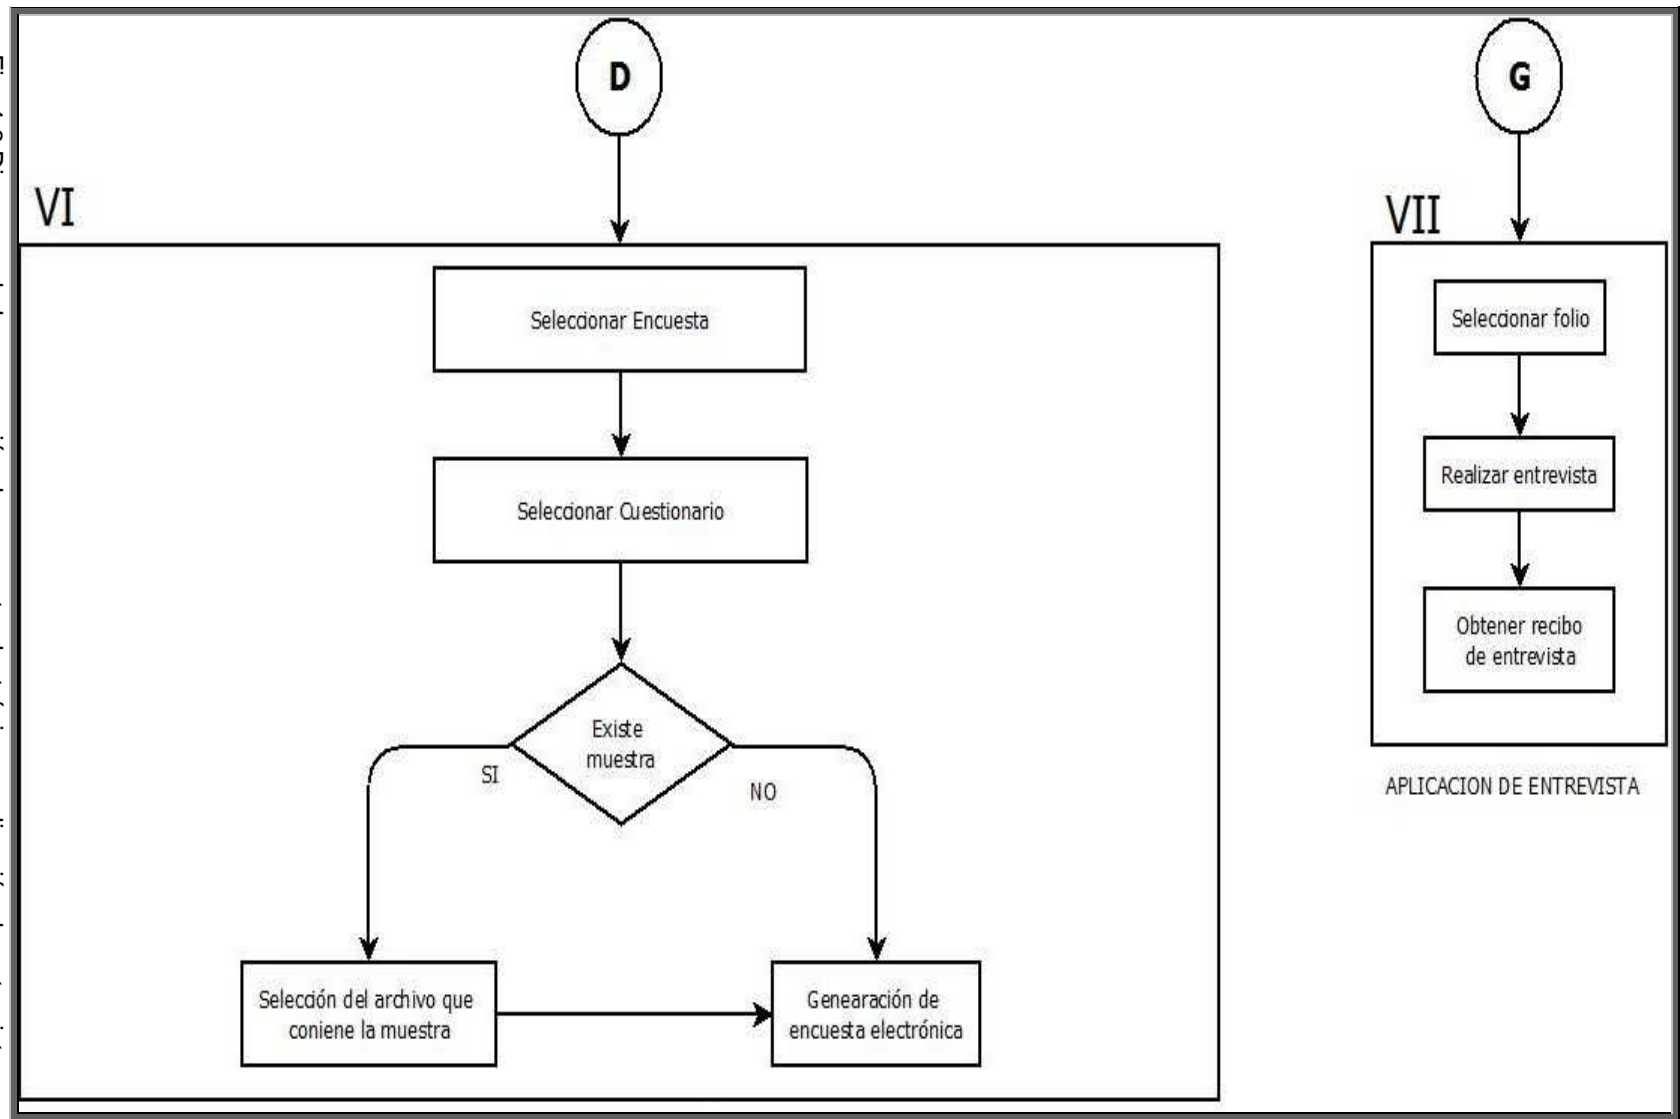 D
VI
Seleccionar Encuesta
Seleccionar Cuestionario
Existe
muestra
SI
NO
Selección del archivo que
coniene la muestra
Genearación de
encuesta electrónica
G
VII
Seleccionar folio
Realizar entrevista
Obtener recibo
de entrevista
APLICACION DE ENTREVISTA